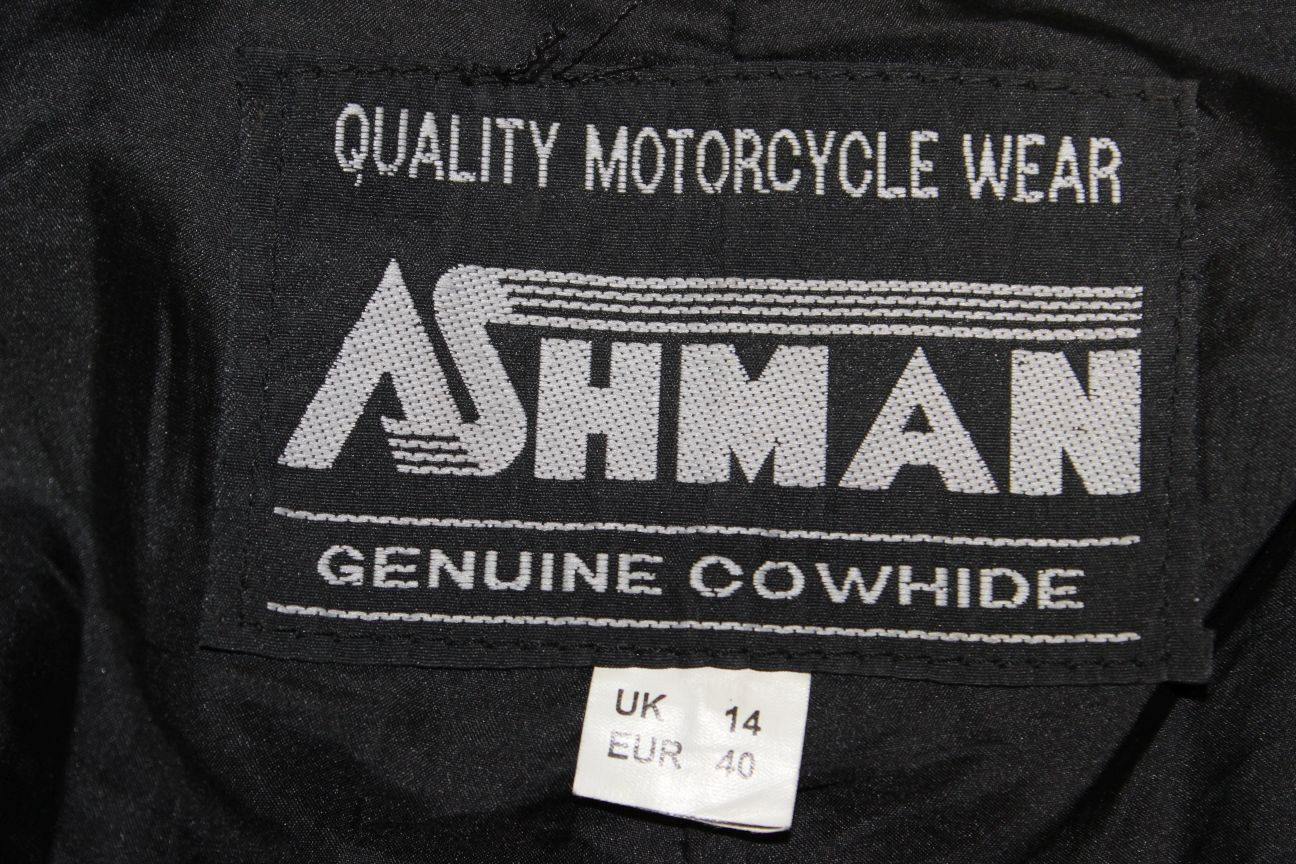 QUALITY MOTORCYCLE WEAR
ASHMAN
GENUINE COWHIDE
UK 14
EUR 40